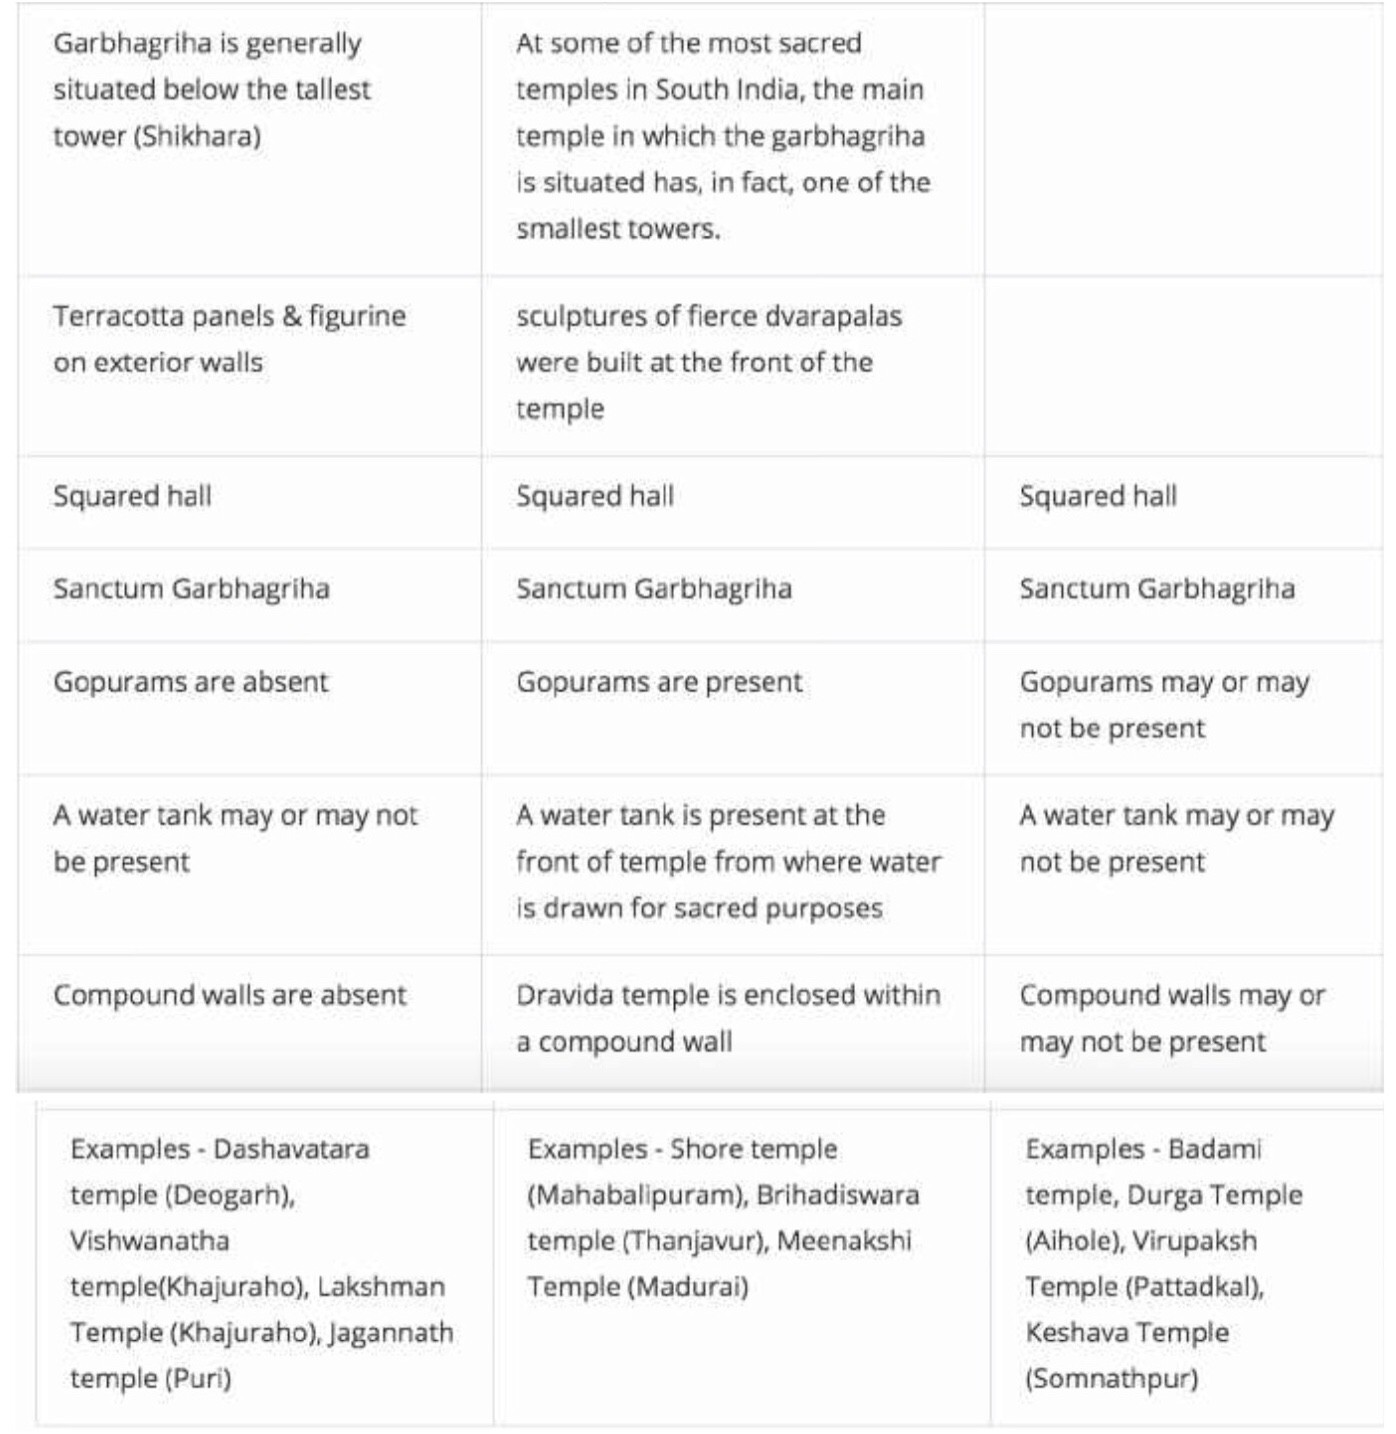 Garbhagriha is generally
situated below the tallest
tower (Shikhara)
At some of the most sacred
temples in South India, the main
temple in which the garbhagriha
is situated has, in fact, one of the
smallest towers.
Terracotta panels & figurine
on exterior walls
sculptures of fierce dvarapalas
were built at the front of the
temple
Squared hall
Squared hall
Squared hall
Sanctum Garbhagriha
Sanctum Garbhagriha
Sanctum Garbhagriha
Gopurams are absent
Gopurams are present
Gopurams may or may
not be present
A water tank may or may not
be present
A water tank is present at the
front of temple from where water
is drawn for sacred purposes
A water tank may or may
not be present
Compound walls are absent
Dravida temple is enclosed within
a compound wall
Compound walls may or
may not be present
Examples - Dashavatara
temple (Deogarh),
Vishwanatha
temple(Khajuraho), Lakshman
Temple (Khajuraho), Jagannath
temple (Puri)
Examples - Shore temple
(Mahabalipuram), Brihadiswara
temple (Thanjavur), Meenakshi
Temple (Madurai)
Examples - Badami
temple, Durga Temple
(Aihole), Virupaksh
Temple (Pattadkal),
Keshava Temple
(Somnathpur)